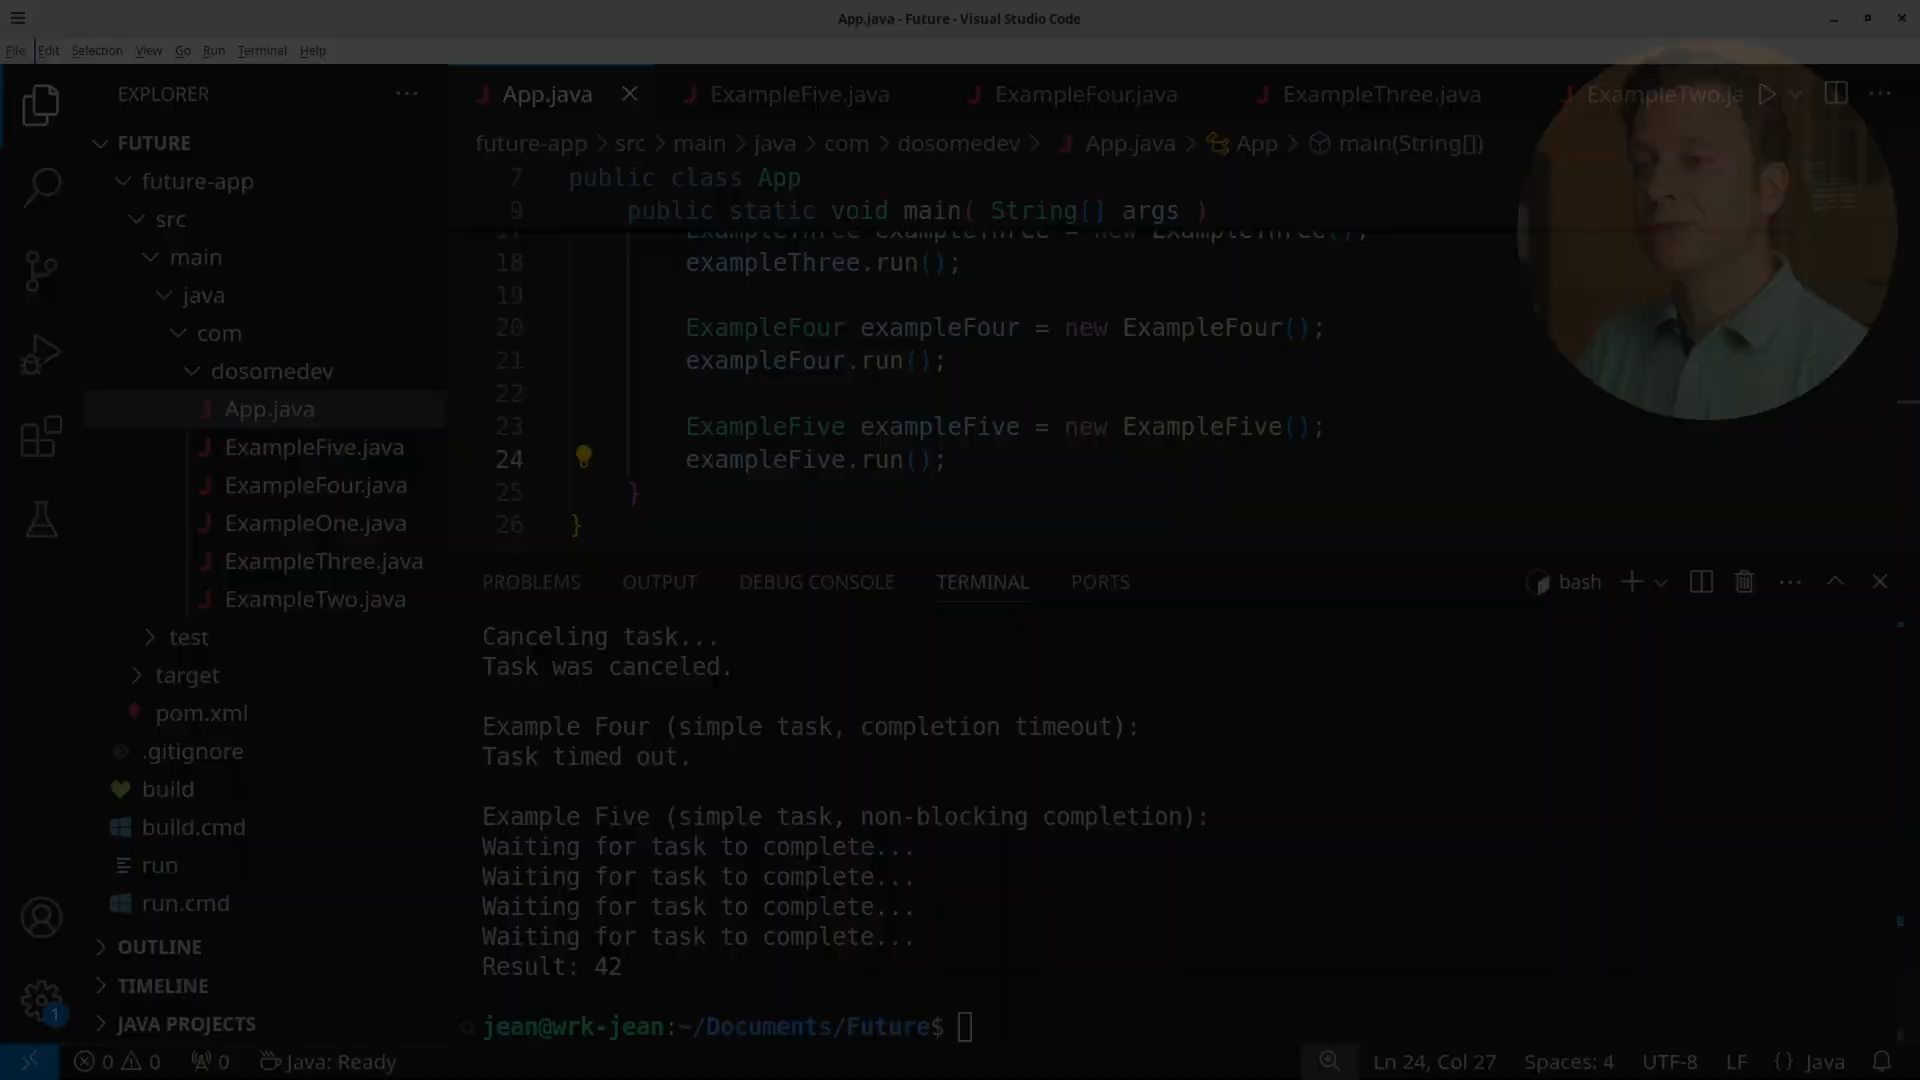 App.java - Future - Visual Studio Code
File Edit Selection View Go Run Terminal Help
EXPLORER
FUTURE
future-app
src
main
java
com
dosomedev
App.java
ExampleFive.java
ExampleFour.java
ExampleOne.java
ExampleThree.java
ExampleTwo.java
test
target
pom.xml
.gitignore
build
build.cmd
run
run.cmd
OUTLINE
TIMELINE
JAVA PROJECTS
App.java ExampleFive.java ExampleFour.java ExampleThree.java ExampleTwo.ja
future-app > src > main > java > com > dosomedev > App.java > App > main(String[])
7 public class App
9 public static void main( String[] args )
ExampleThree exampleThree = new ExampleThree();
18 exampleThree.run();
19
20 ExampleFour exampleFour = new ExampleFour();
21 exampleFour.run();
22
23 ExampleFive exampleFive = new ExampleFive();
24 exampleFive.run();
25 }
26 }
PROBLEMS OUTPUT DEBUG CONSOLE TERMINAL PORTS
bash
Canceling task...
Task was canceled.
Example Four (simple task, completion timeout):
Task timed out.
Example Five (simple task, non-blocking completion):
Waiting for task to complete...
Waiting for task to complete...
Waiting for task to complete...
Waiting for task to complete...
Result: 42
jean@wrk-jean:~/Documents/Future$
1
0 0 0 Java: Ready Ln 24, Col 27 Spaces: 4 UTF-8 LF {} Java